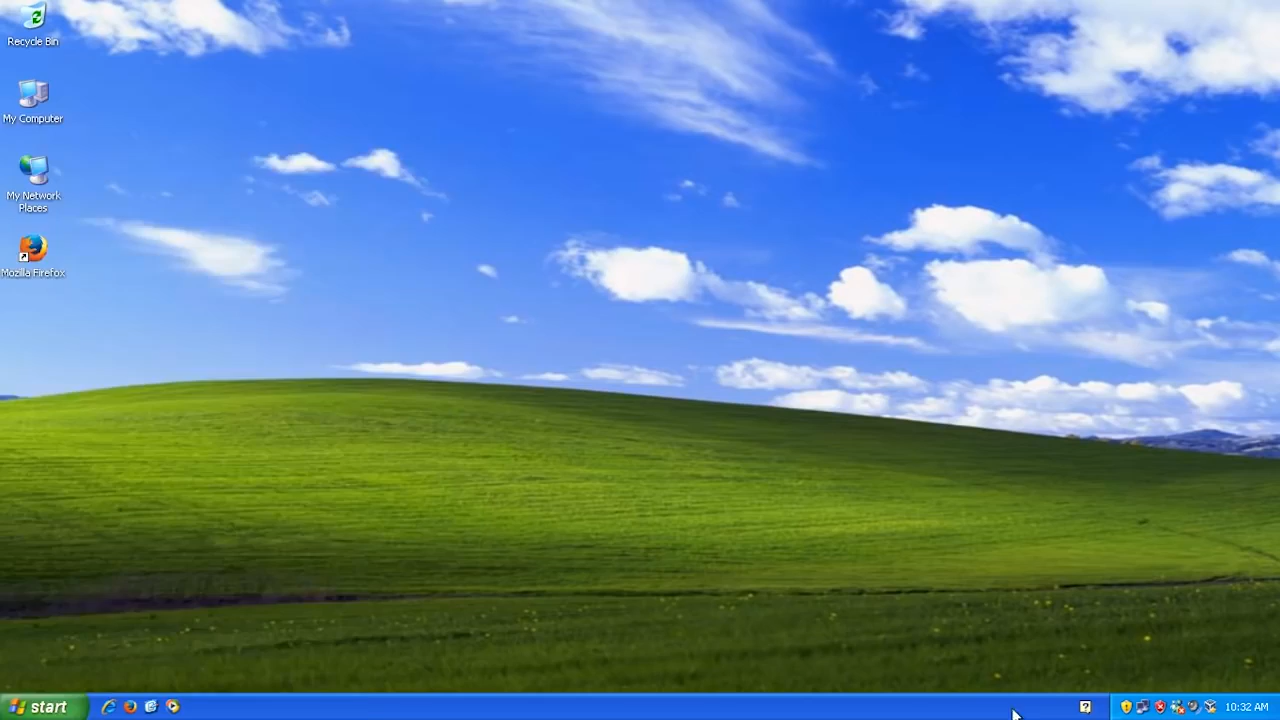 Recycle Bin
My Computer
My Network
Places
Mozilla Firefox
start
10:32 AM